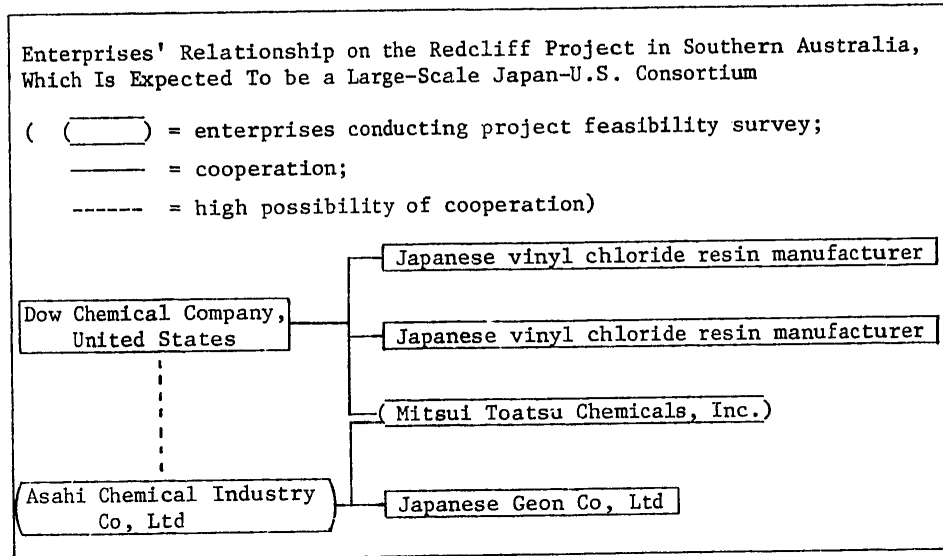 Enterprises' Relationship on the Redcliff Project in Southern Australia,
Which Is Expected To be a Large-Scale Japan-U.S. Consortium
( ( ) = enterprises conducting project feasibility survey;
= cooperation;
------ = high possibility of cooperation)
Japanese vinyl chloride resin manufacturer
Dow Chemical Company,
United States
Japanese vinyl chloride resin manufacturer
(Mitsui Toatsu Chemicals, Inc.)
Asahi Chemical Industry
Co, Ltd
Japanese Geon Co, Ltd